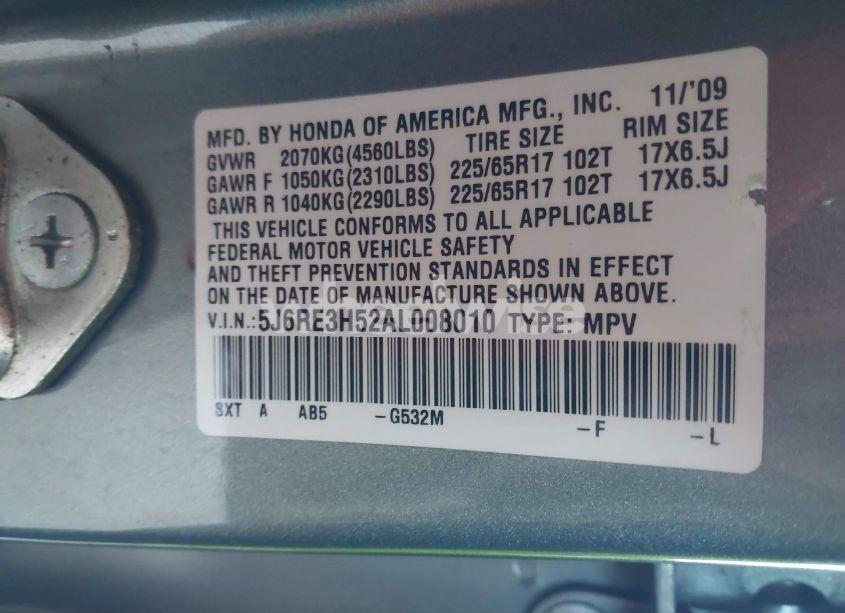 MFD. BY HONDA OF AMERICA MFG., INC. 11/'09
GVWR 2070KG(4560LBS) TIRE SIZE RIM SIZE
GAWR F 1050KG(2310LBS) 225/65R17 102T 17X6.5J
GAWR R 1040KG(2290LBS) 225/65R17 102T 17X6.5J
THIS VEHICLE CONFORMS TO ALL APPLICABLE
FEDERAL MOTOR VEHICLE SAFETY
AND THEFT PREVENTION STANDARDS IN EFFECT
ON THE DATE OF MANUFACTURE SHOWN ABOVE.
V.I.N.:5J6RE3H52AL008010 TYPE: MPV
SXT A AB5 -G532M -F -L